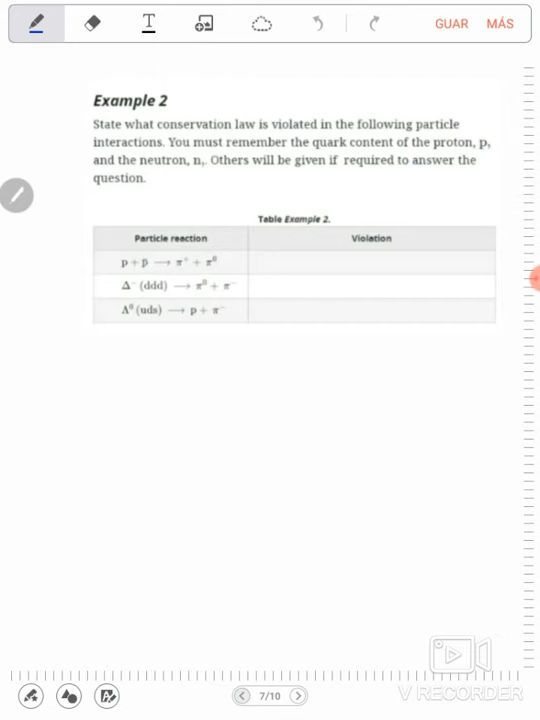 T
GUAR MÁS
Example 2
State what conservation law is violated in the following particle
interactions. You must remember the quark content of the proton, p,
and the neutron, n,. Others will be given if required to answer the
question.
Table Example 2.
Particle reaction Violation
p + p̄ ⟶ π⁺ + π⁰
Δ⁻ (ddd) ⟶ π⁰ + π⁻
Λ⁰ (uds) ⟶ p + π⁻
7/10
V RECORDER